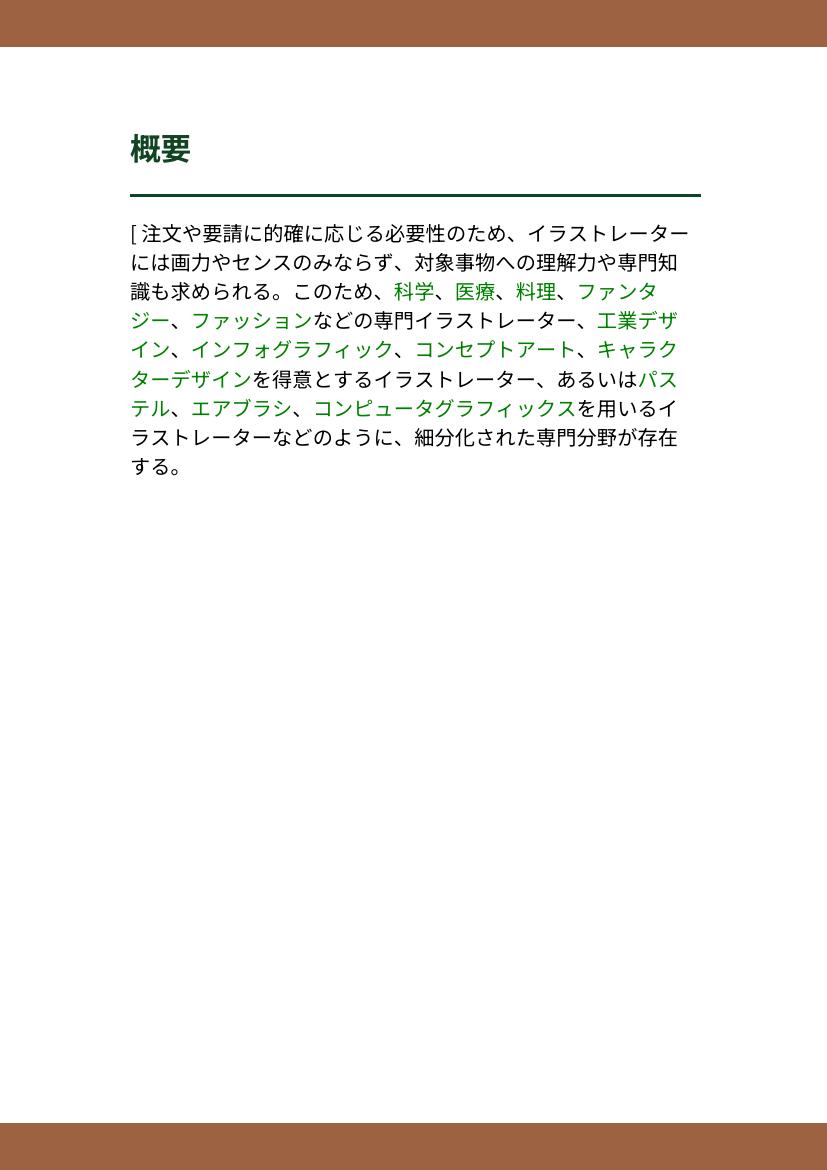 概要
[ 注文や要請に的確に応じる必要性のため、イラストレーター
には画力やセンスのみならず、対象事物への理解力や専門知
識も求められる。このため、科学、医療、料理、ファンタ
ジー、ファッションなどの専門イラストレーター、工業デザ
イン、インフォグラフィック、コンセプトアート、キャラク
ターデザインを得意とするイラストレーター、あるいはパス
テル、エアブラシ、コンピュータグラフィックスを用いるイ
ラストレーターなどのように、細分化された専門分野が存在
する。